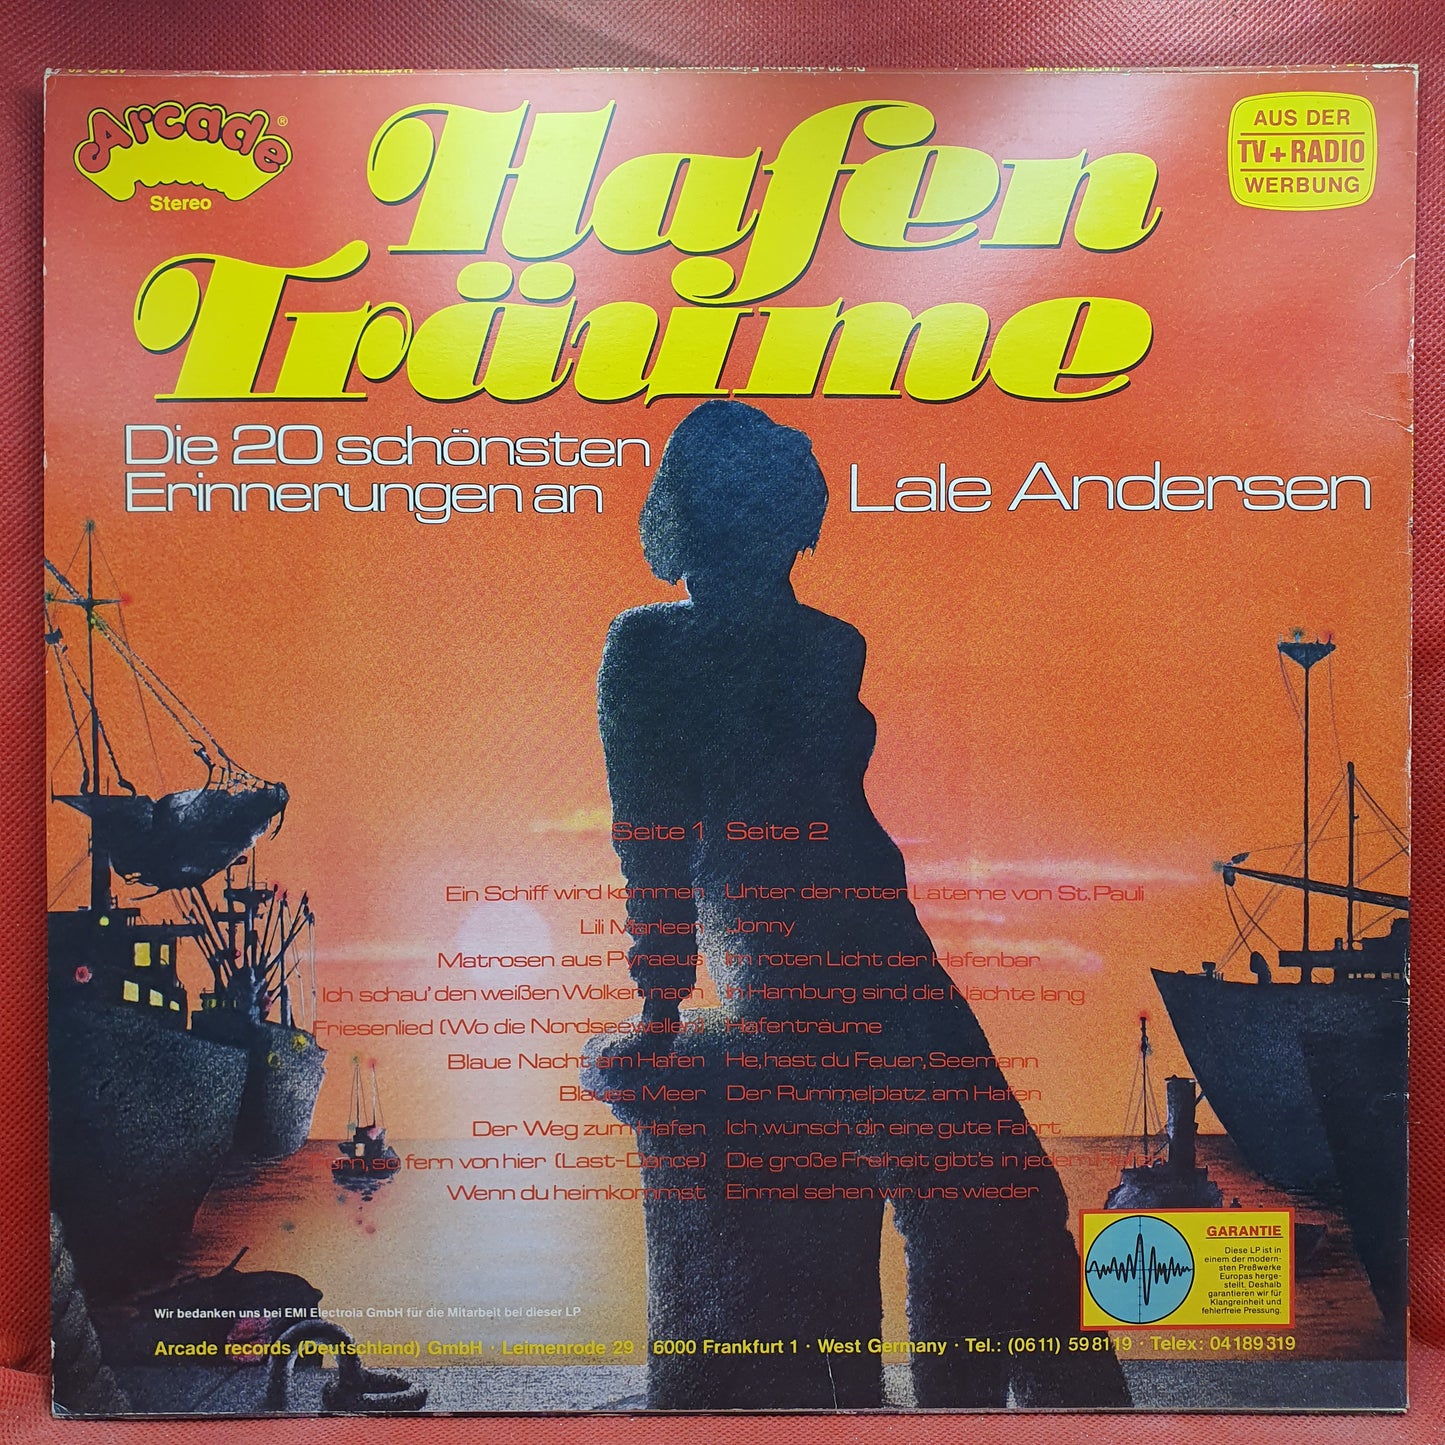 Arcade®
Stereo
Hafen
Träume
AUS DER
TV+RADIO
WERBUNG
Die 20 schönsten
Erinnerungen an
Lale Andersen
Seite 1
Ein Schiff wird kommen
Lili Marleen
Matrosen aus Pyraeus
Ich schau' den weißen Wolken nach
Friesenlied (Wo die Nordseewellen)
Blaue Nacht am Hafen
Blaues Meer
Der Weg zum Hafen
so fern von hier (Last-Dance)
Wenn du heimkommst
Seite 2
Unter der roten Laterne von St. Pauli
Jonny
Im roten Licht der Hafenbar
In Hamburg sind die Nächte lang
Hafenträume
He, hast du Feuer, Seemann
Der Rummelplatz am Hafen
Ich wünsch dir eine gute Fahrt
Die große Freiheit gibt's in jedem
Einmal sehen wir uns wieder
GARANTIE
Diese LP ist in
einem der modern-
sten Preßwerke
Europas herge-
stellt. Deshalb
garantieren wir für
Klangreinheit und
fehlerfreie Pressung.
Wir bedanken uns bei EMI Electrola GmbH für die Mitarbeit bei dieser LP
Arcade records (Deutschland) GmbH · Leimenrode 29 · 6000 Frankfurt 1 · West Germany · Tel.: (0611) 598119 · Telex: 04189319